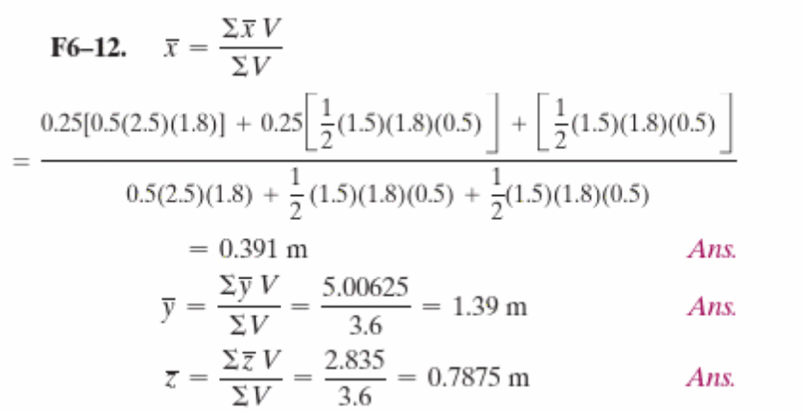 F6–12. x̄ = Σx̄ V / ΣV
= 0.25[0.5(2.5)(1.8)] + 0.25[1/2(1.5)(1.8)(0.5)] + [1/2(1.5)(1.8)(0.5)] / 0.5(2.5)(1.8) + 1/2(1.5)(1.8)(0.5) + 1/2(1.5)(1.8)(0.5)
= 0.391 m Ans.
ȳ = Σȳ V / ΣV = 5.00625 / 3.6 = 1.39 m Ans.
z̄ = Σz̄ V / ΣV = 2.835 / 3.6 = 0.7875 m Ans.